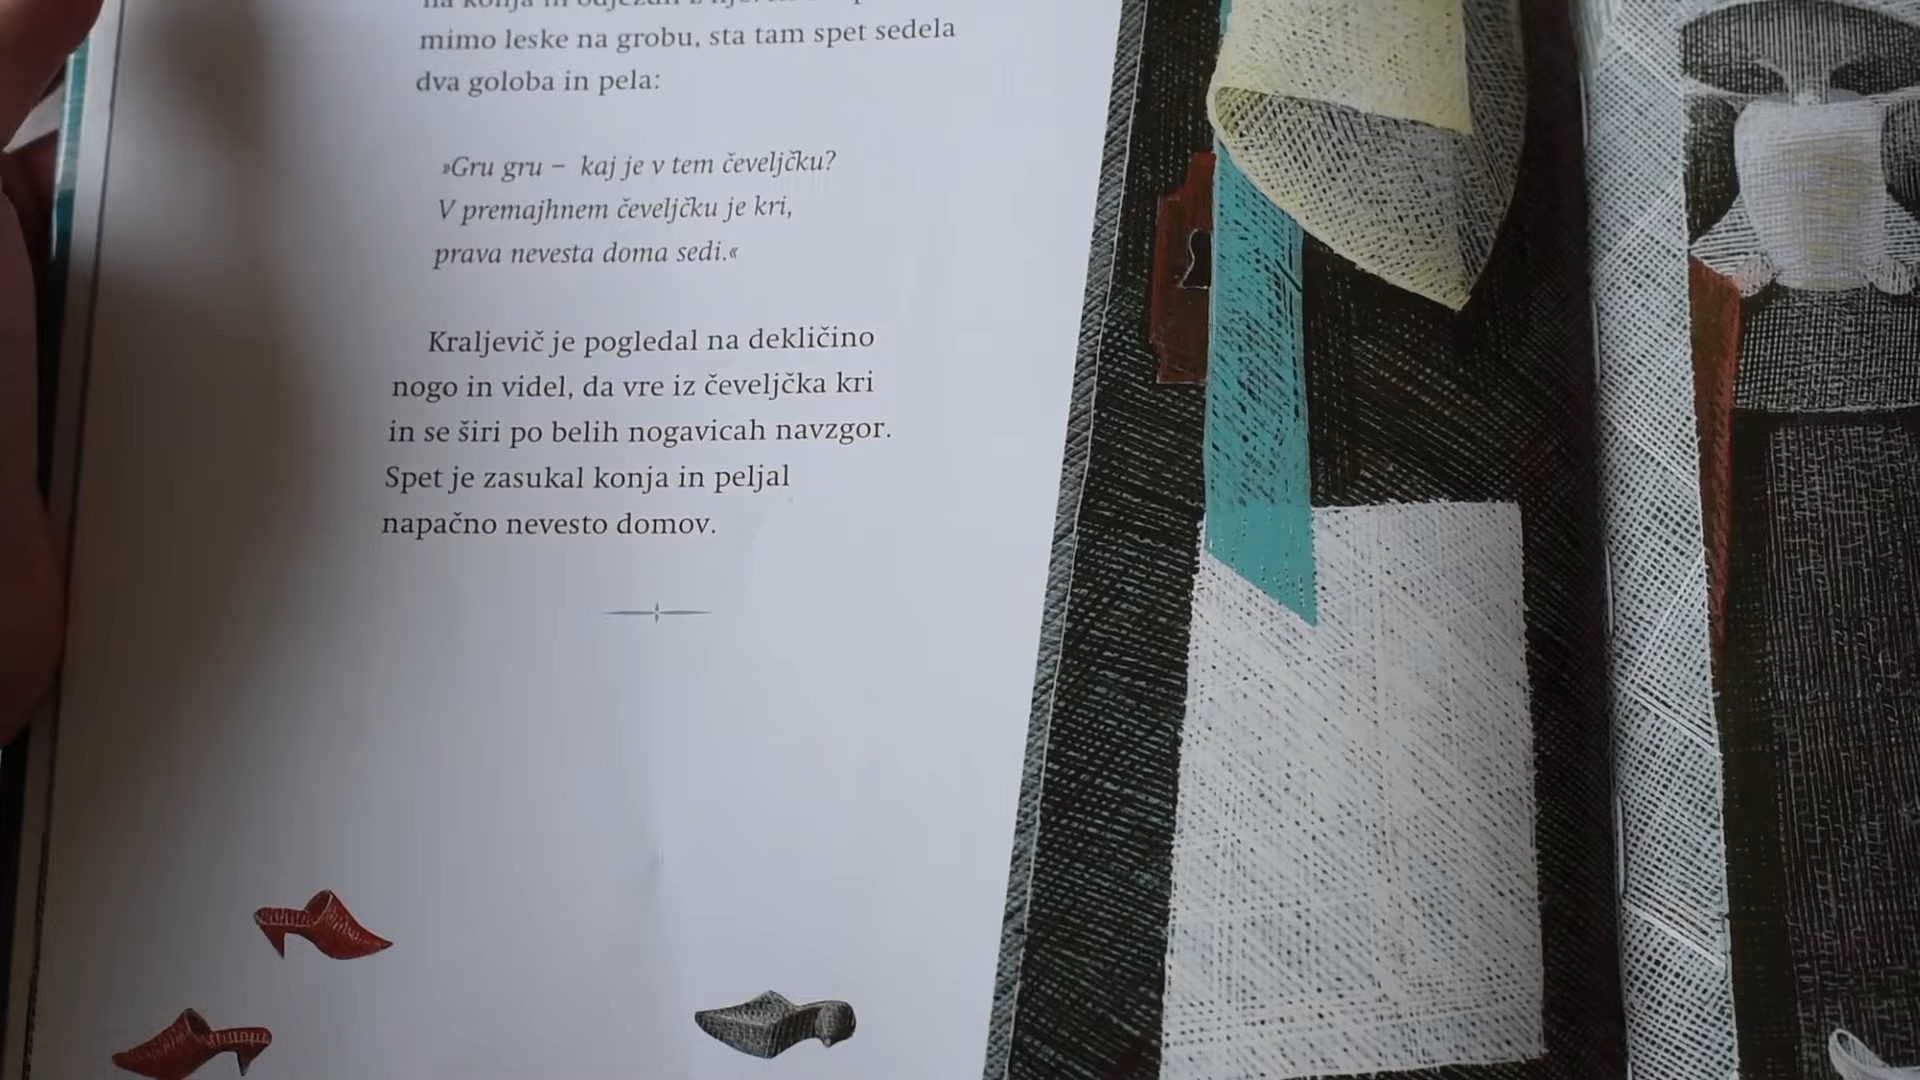 mimo leske na grobu, sta tam spet sedela
dva goloba in pela:
»Gru gru – kaj je v tem čeveljčku?
V premajhnem čeveljčku je kri,
prava nevesta doma sedi.«
Kraljevič je pogledal na dekličino
nogo in videl, da vre iz čeveljčka kri
in se širi po belih nogavicah navzgor.
Spet je zasukal konja in peljal
napačno nevesto domov.